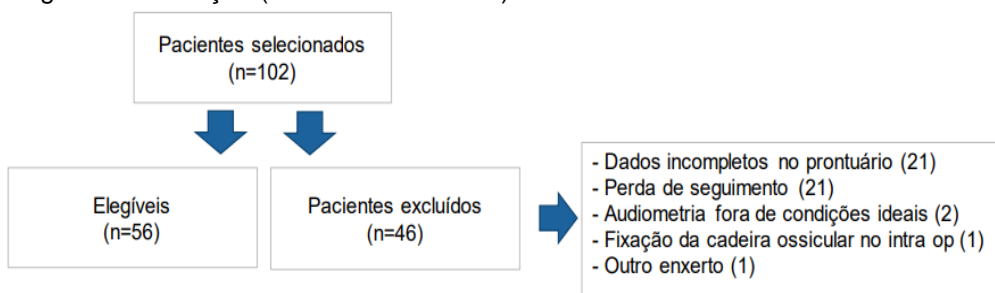 Pacientes selecionados
(n=102)
Elegíveis
(n=56)
Pacientes excluídos
(n=46)
- Dados incompletos no prontuário (21)
- Perda de seguimento (21)
- Audiometria fora de condições ideais (2)
- Fixação da cadeira ossicular no intra op (1)
- Outro enxerto (1)